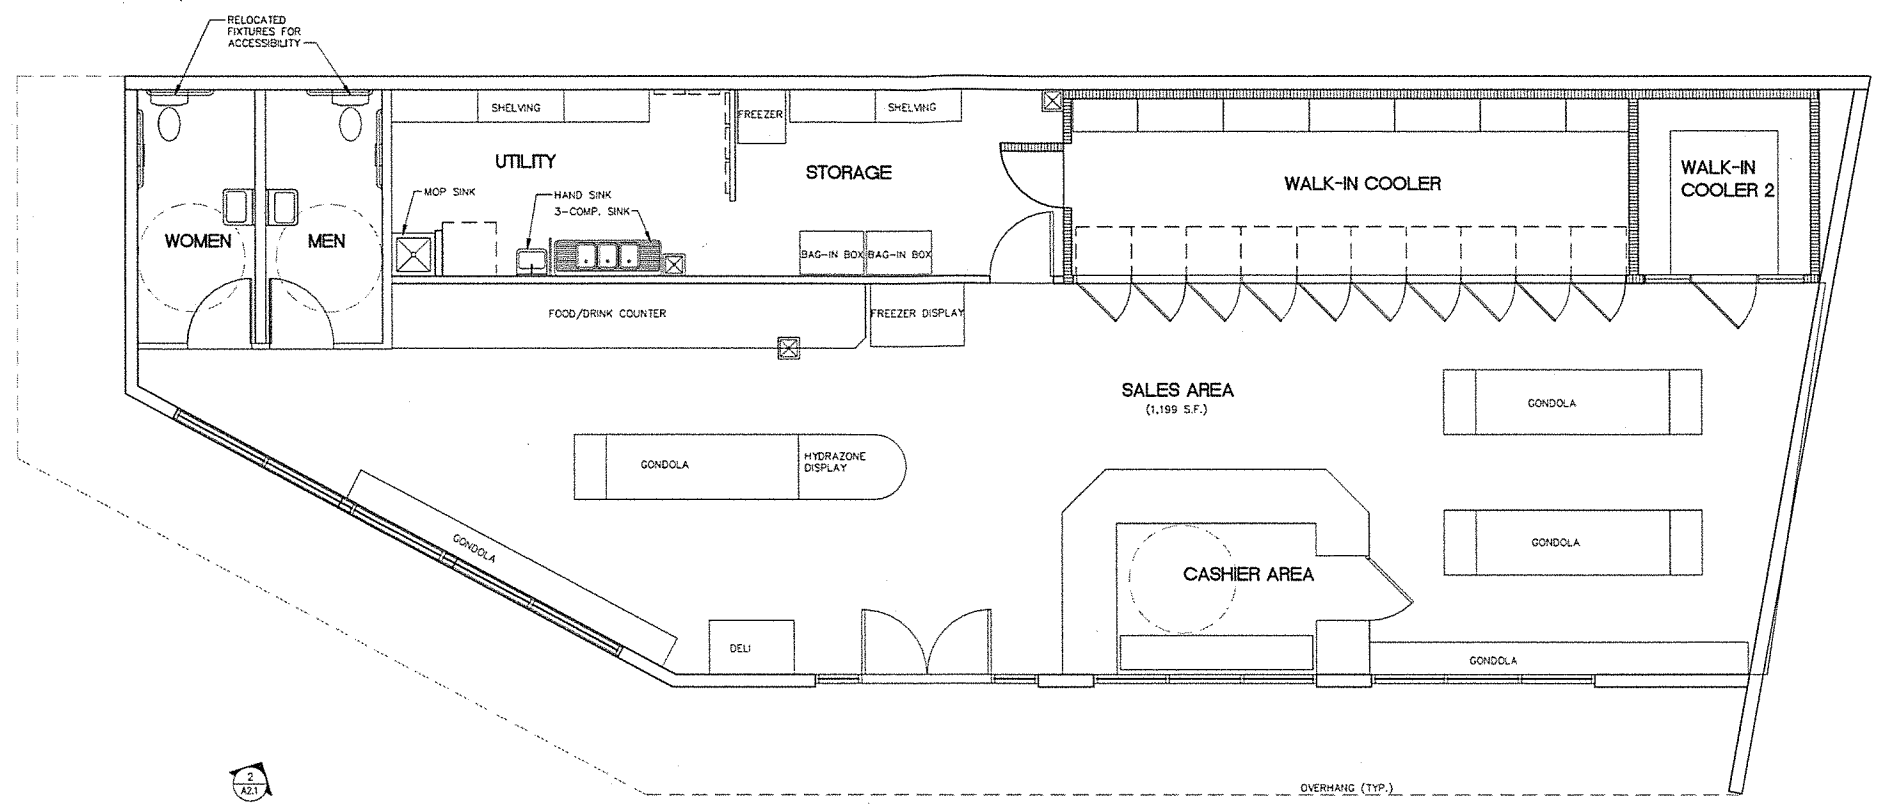 RELOCATED
FIXTURES FOR
ACCESSIBILITY
SHELVING
FREEZER
SHELVING
UTILITY
STORAGE
WALK-IN COOLER
WALK-IN
COOLER 2
MOP SINK
HAND SINK
3-COMP. SINK
WOMEN
MEN
BAG-IN BOX
BAG-IN BOX
FOOD/DRINK COUNTER
FREEZER DISPLAY
SALES AREA
(1,199 S.F.)
GONDOLA
GONDOLA
HYDRAZONE
DISPLAY
GONDOLA
GONDOLA
CASHIER AREA
DELI
GONDOLA
2
A2.1
OVERHANG (TYP.)